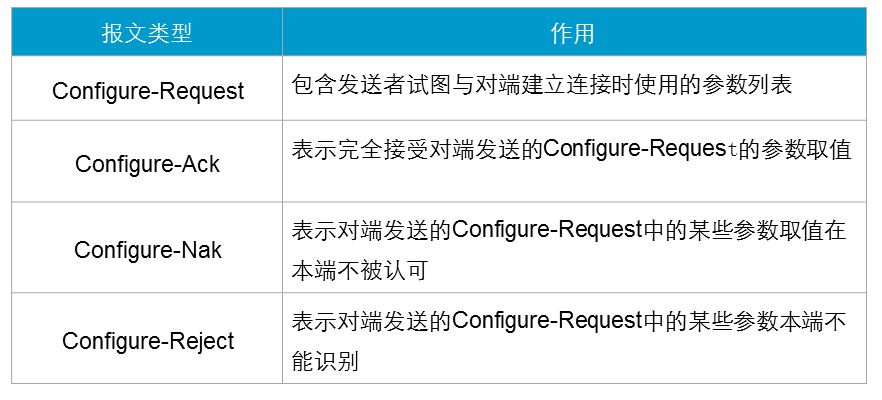 报文类型
作用
Configure-Request
包含发送者试图与对端建立连接时使用的参数列表
Configure-Ack
表示完全接受对端发送的Configure-Request的参数取值
Configure-Nak
表示对端发送的Configure-Request中的某些参数取值在
本端不被认可
Configure-Reject
表示对端发送的Configure-Request中的某些参数本端不
能识别